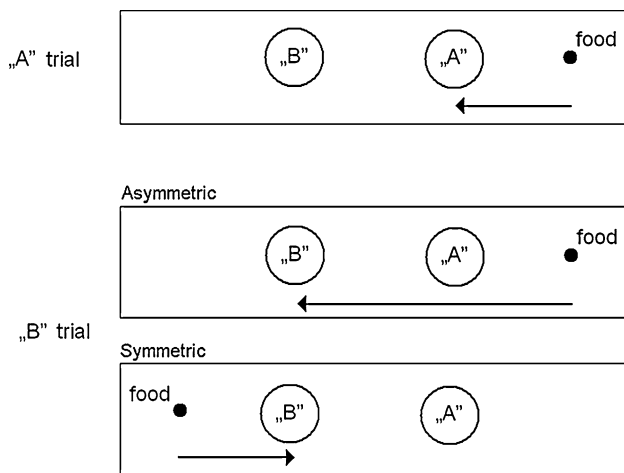 „A” trial
„B”
„A”
food
Asymmetric
„B”
„A”
food
„B” trial
Symmetric
food
„B”
„A”